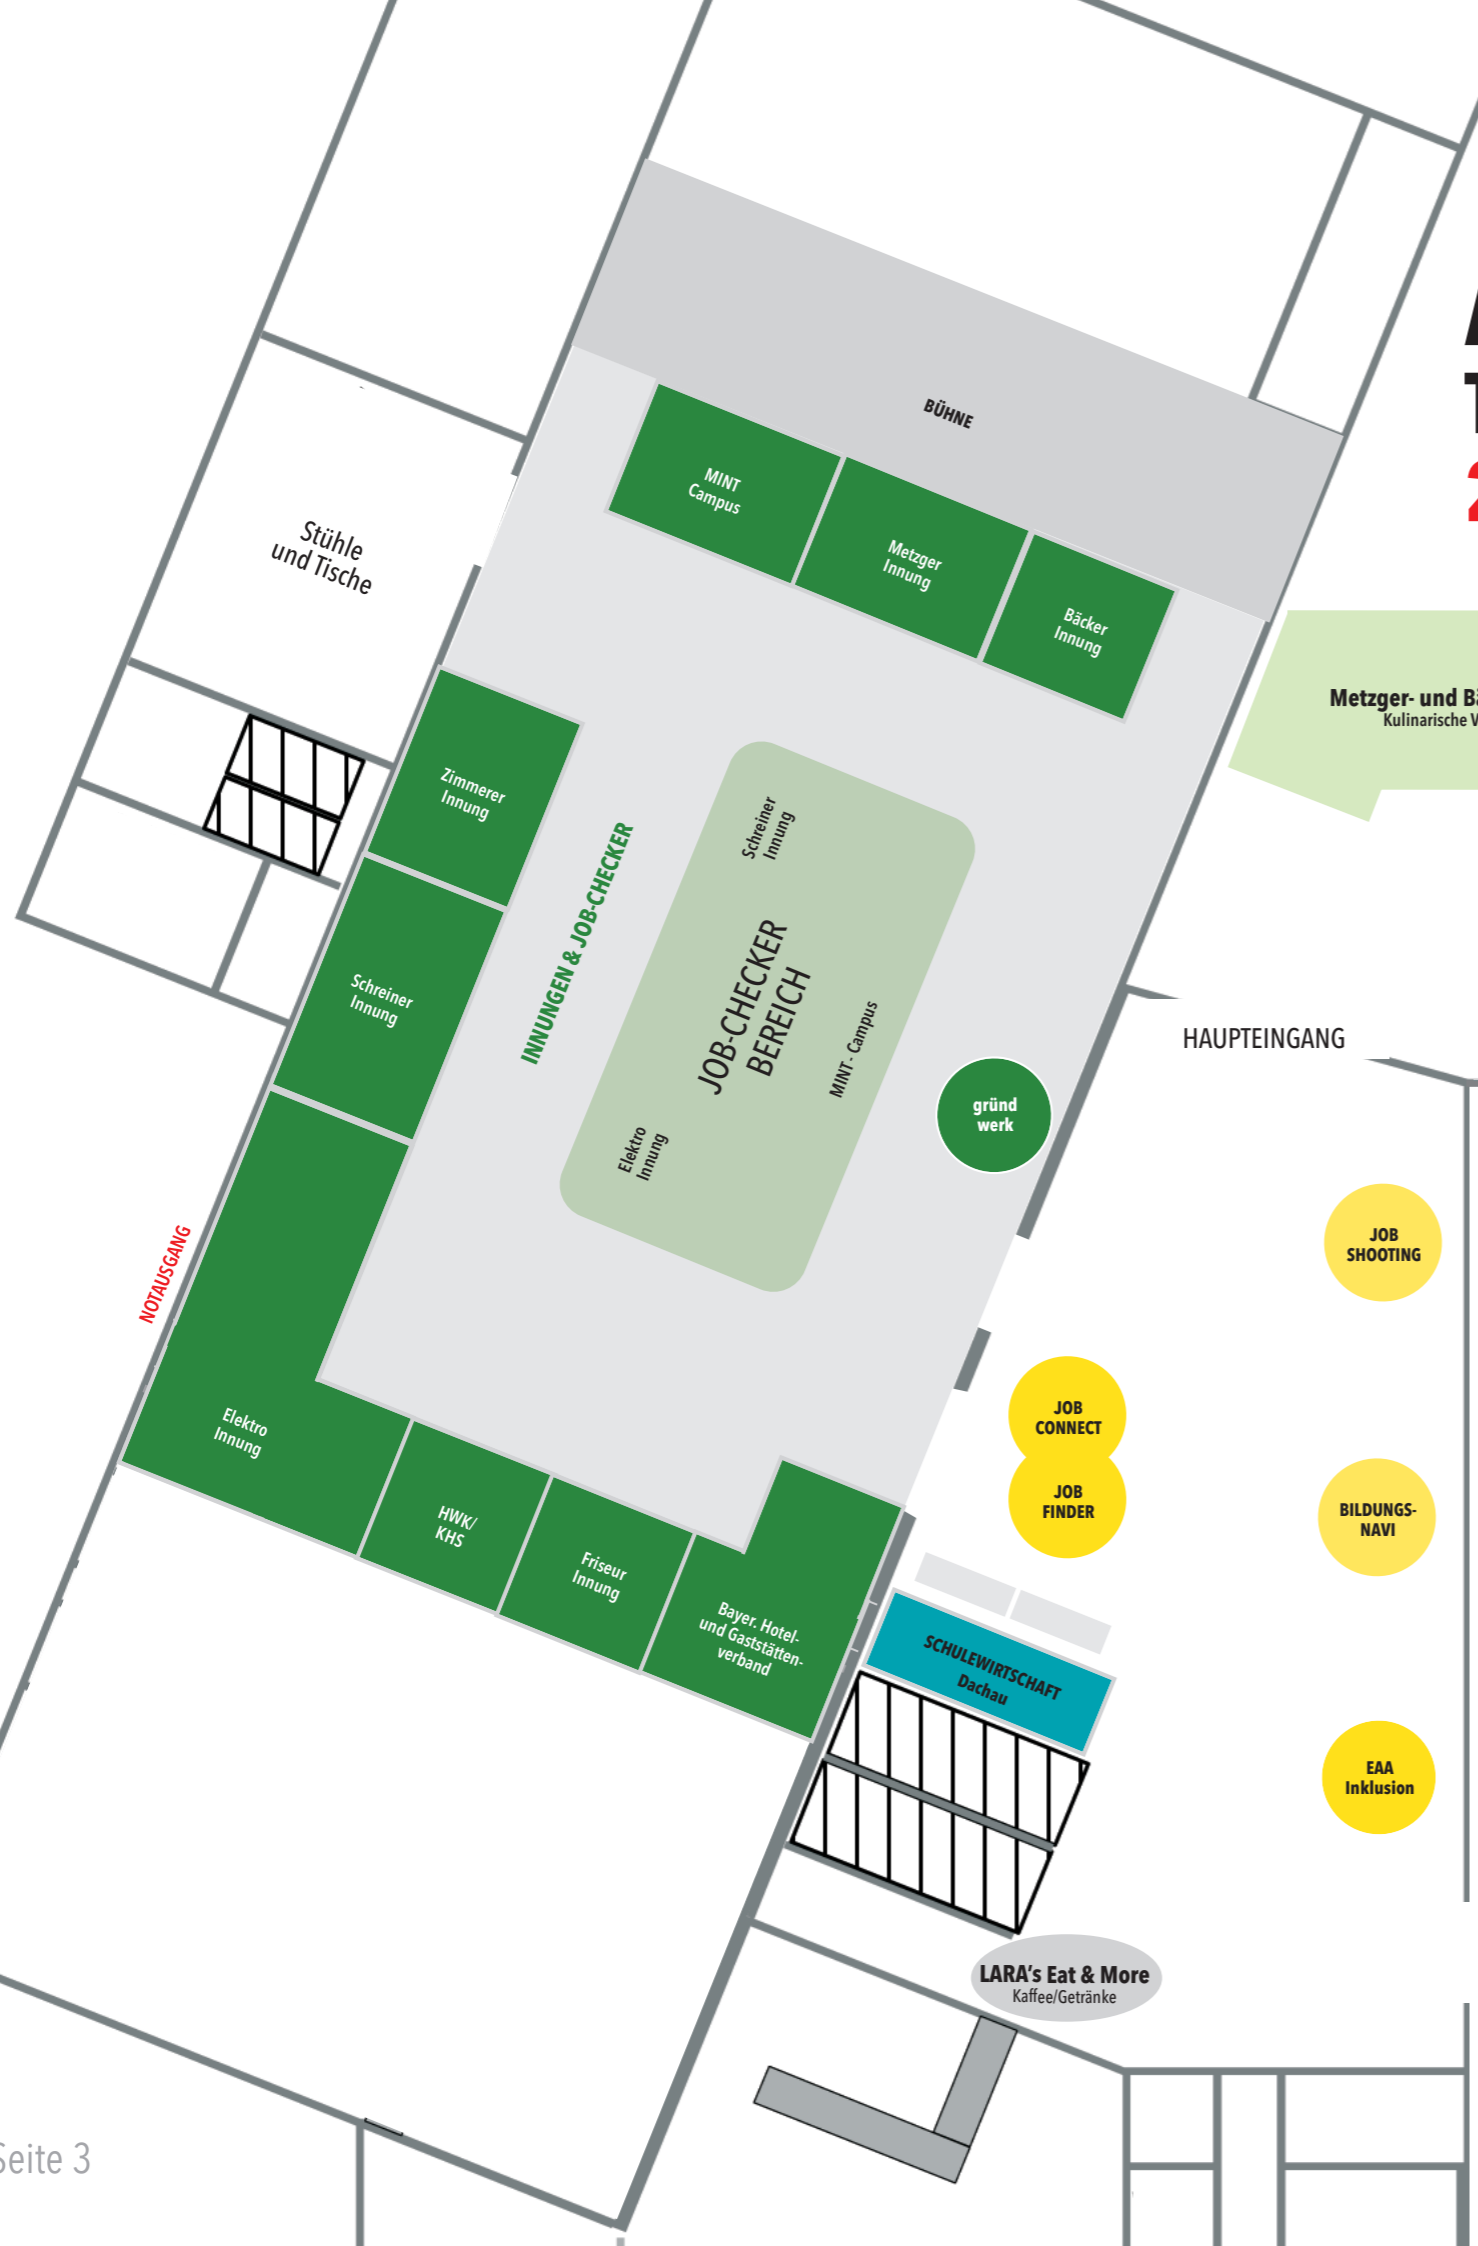 BÜHNE
MINT
Campus
Metzger
Innung
Bäcker
Innung
Stühle
und Tische
Metzger- und
Kulinarische
Zimmerer
Innung
Schreiner
Innung
INNUNGEN & JOB-CHECKER
Schreiner
Innung
JOB-CHECKER
BEREICH
MINT - Campus
Elektro
Innung
HAUPTEINGANG
gründ
werk
JOB
SHOOTING
NOTAUSGANG
JOB
CONNECT
JOB
FINDER
BILDUNGS-
NAVI
Elektro
Innung
HWK/
KHS
Friseur
Innung
Bayer. Hotel-
und Gaststätten-
verband
SCHULEWIRTSCHAFT
Dachau
EAA
Inklusion
LARA’s Eat & More
Kaffee/Getränke
Seite 3